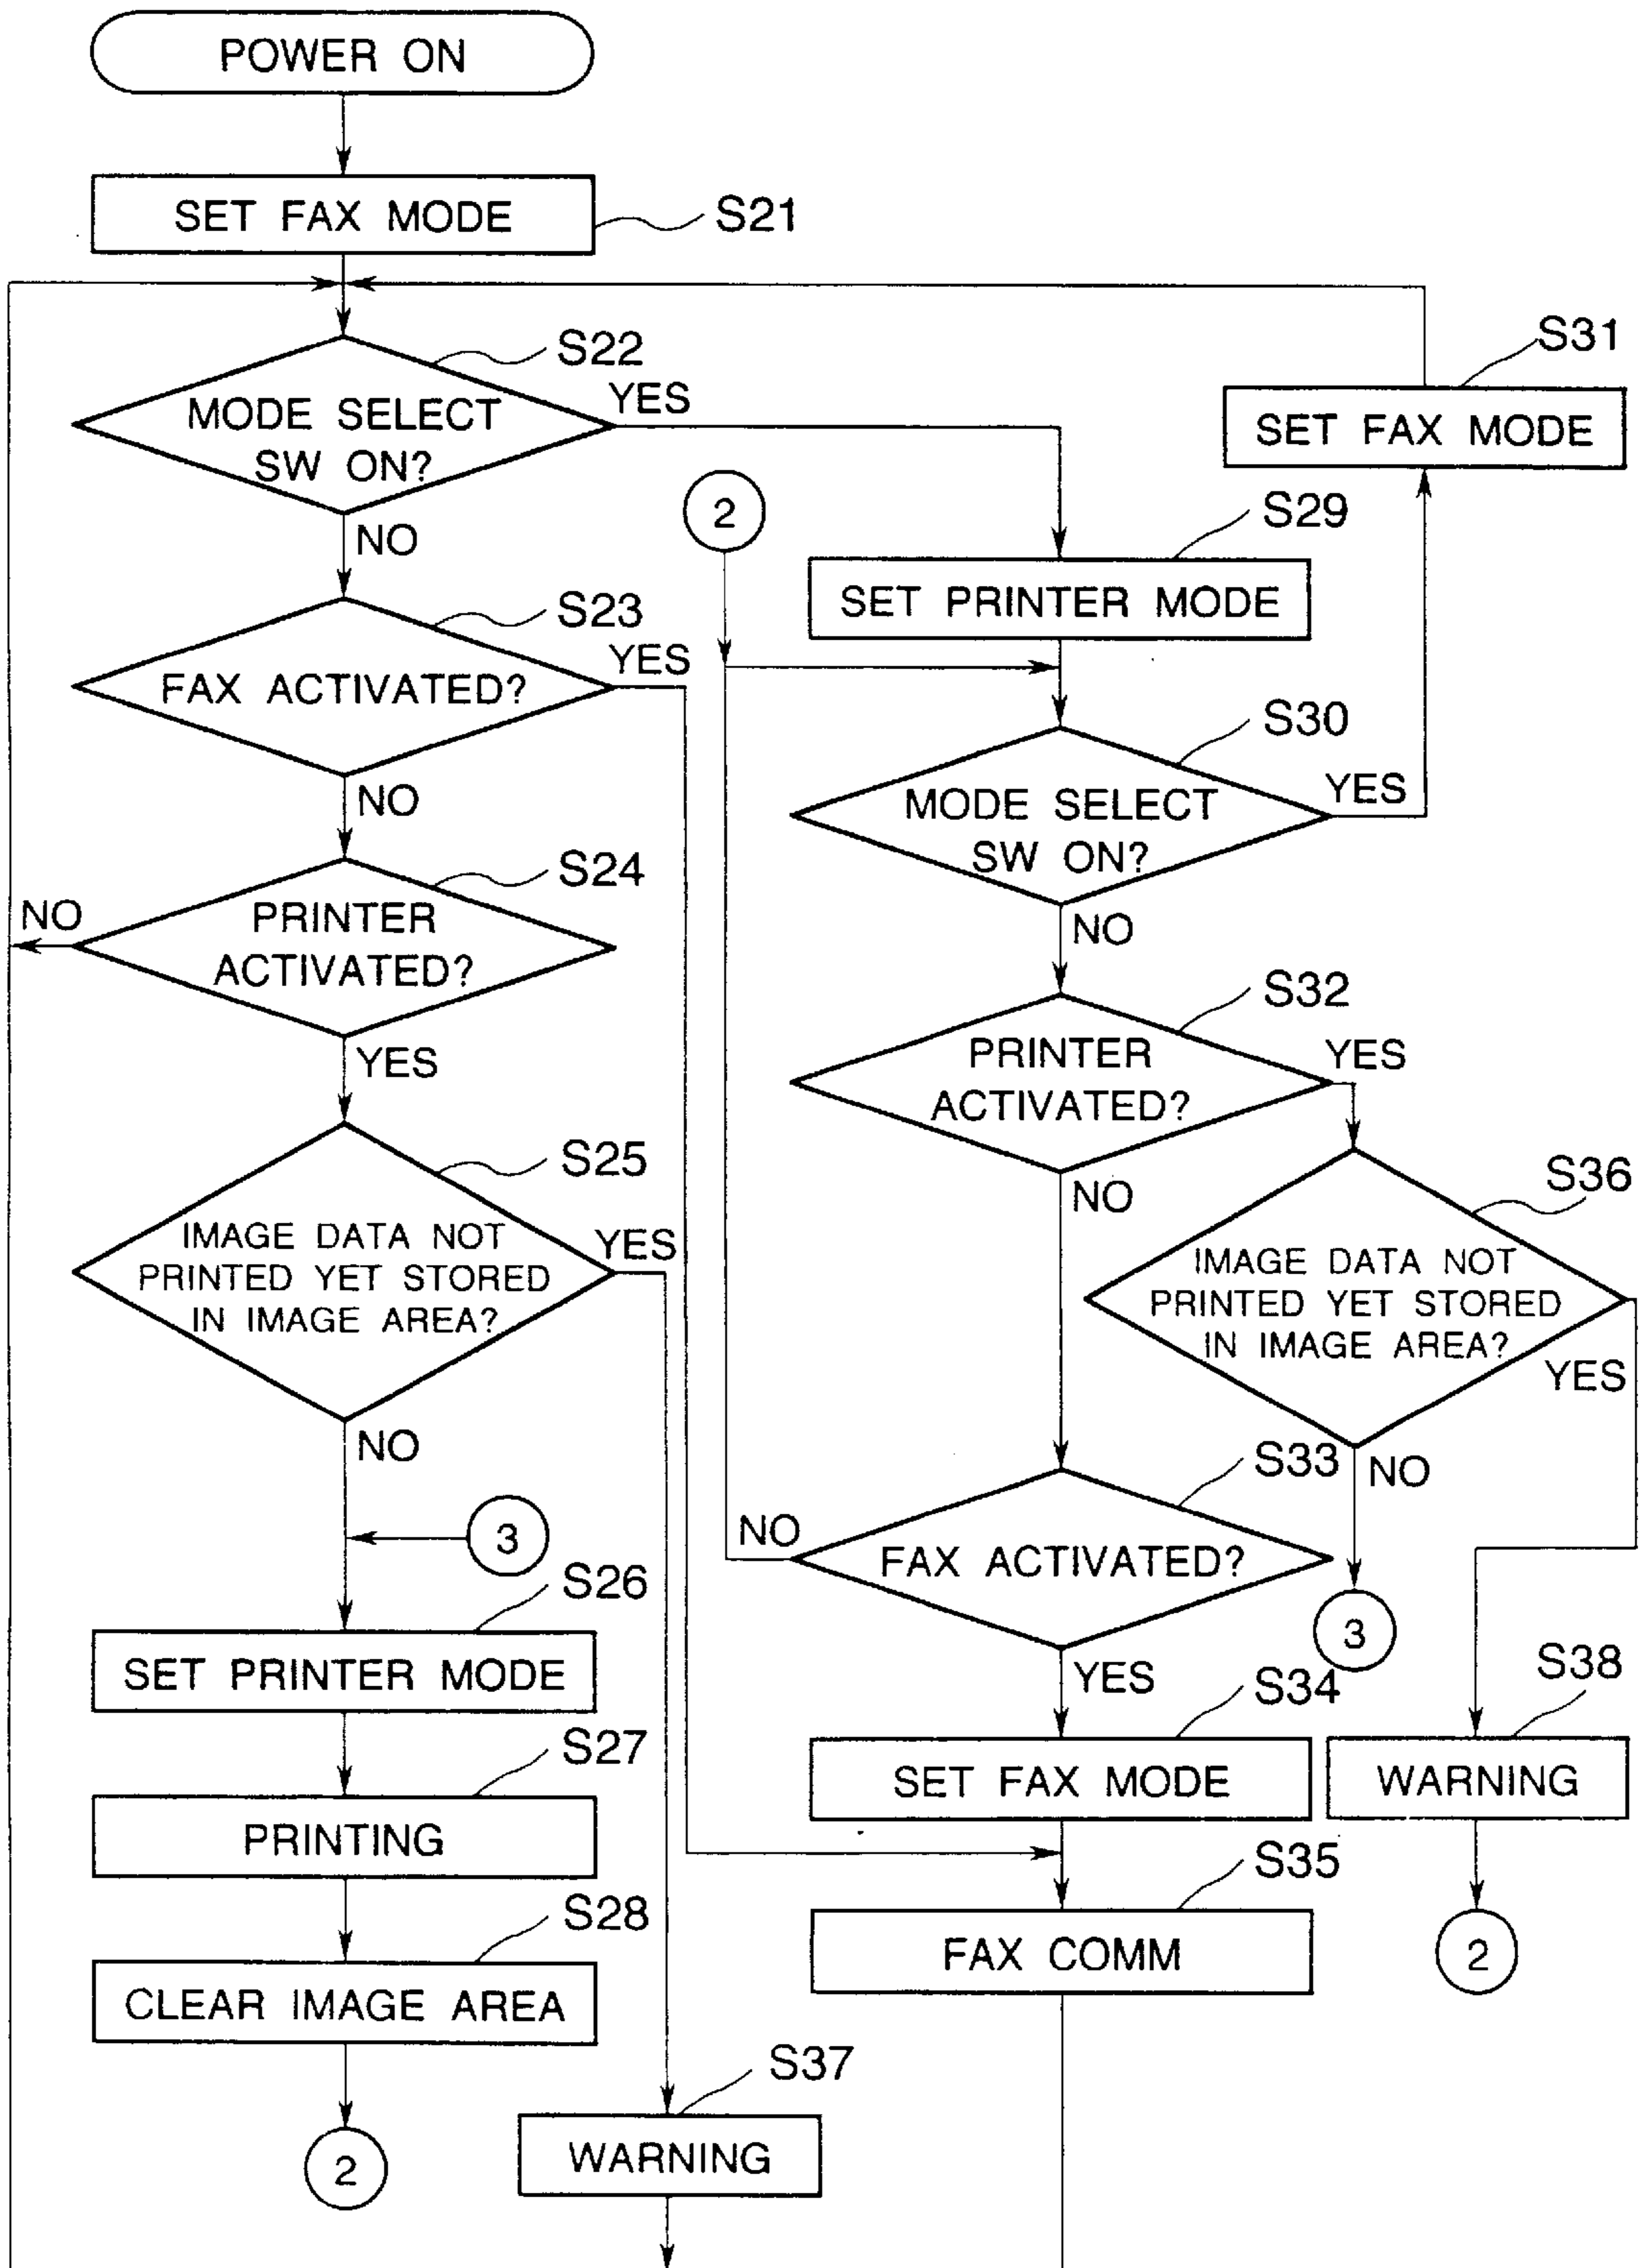 POWER ON
SET FAX MODE
S21
S22
MODE SELECT
SW ON?
YES
NO
S23
FAX ACTIVATED?
YES
NO
S24
PRINTER
ACTIVATED?
NO
YES
S25
IMAGE DATA NOT
PRINTED YET STORED
IN IMAGE AREA?
YES
NO
3
S26
SET PRINTER MODE
S27
PRINTING
S28
CLEAR IMAGE AREA
2
S37
WARNING
S31
SET FAX MODE
2
S29
SET PRINTER MODE
S30
MODE SELECT
SW ON?
YES
NO
S32
PRINTER
ACTIVATED?
YES
NO
S36
IMAGE DATA NOT
PRINTED YET STORED
IN IMAGE AREA?
YES
NO
3
S33
FAX ACTIVATED?
NO
YES
S34
SET FAX MODE
S35
FAX COMM
S38
WARNING
2